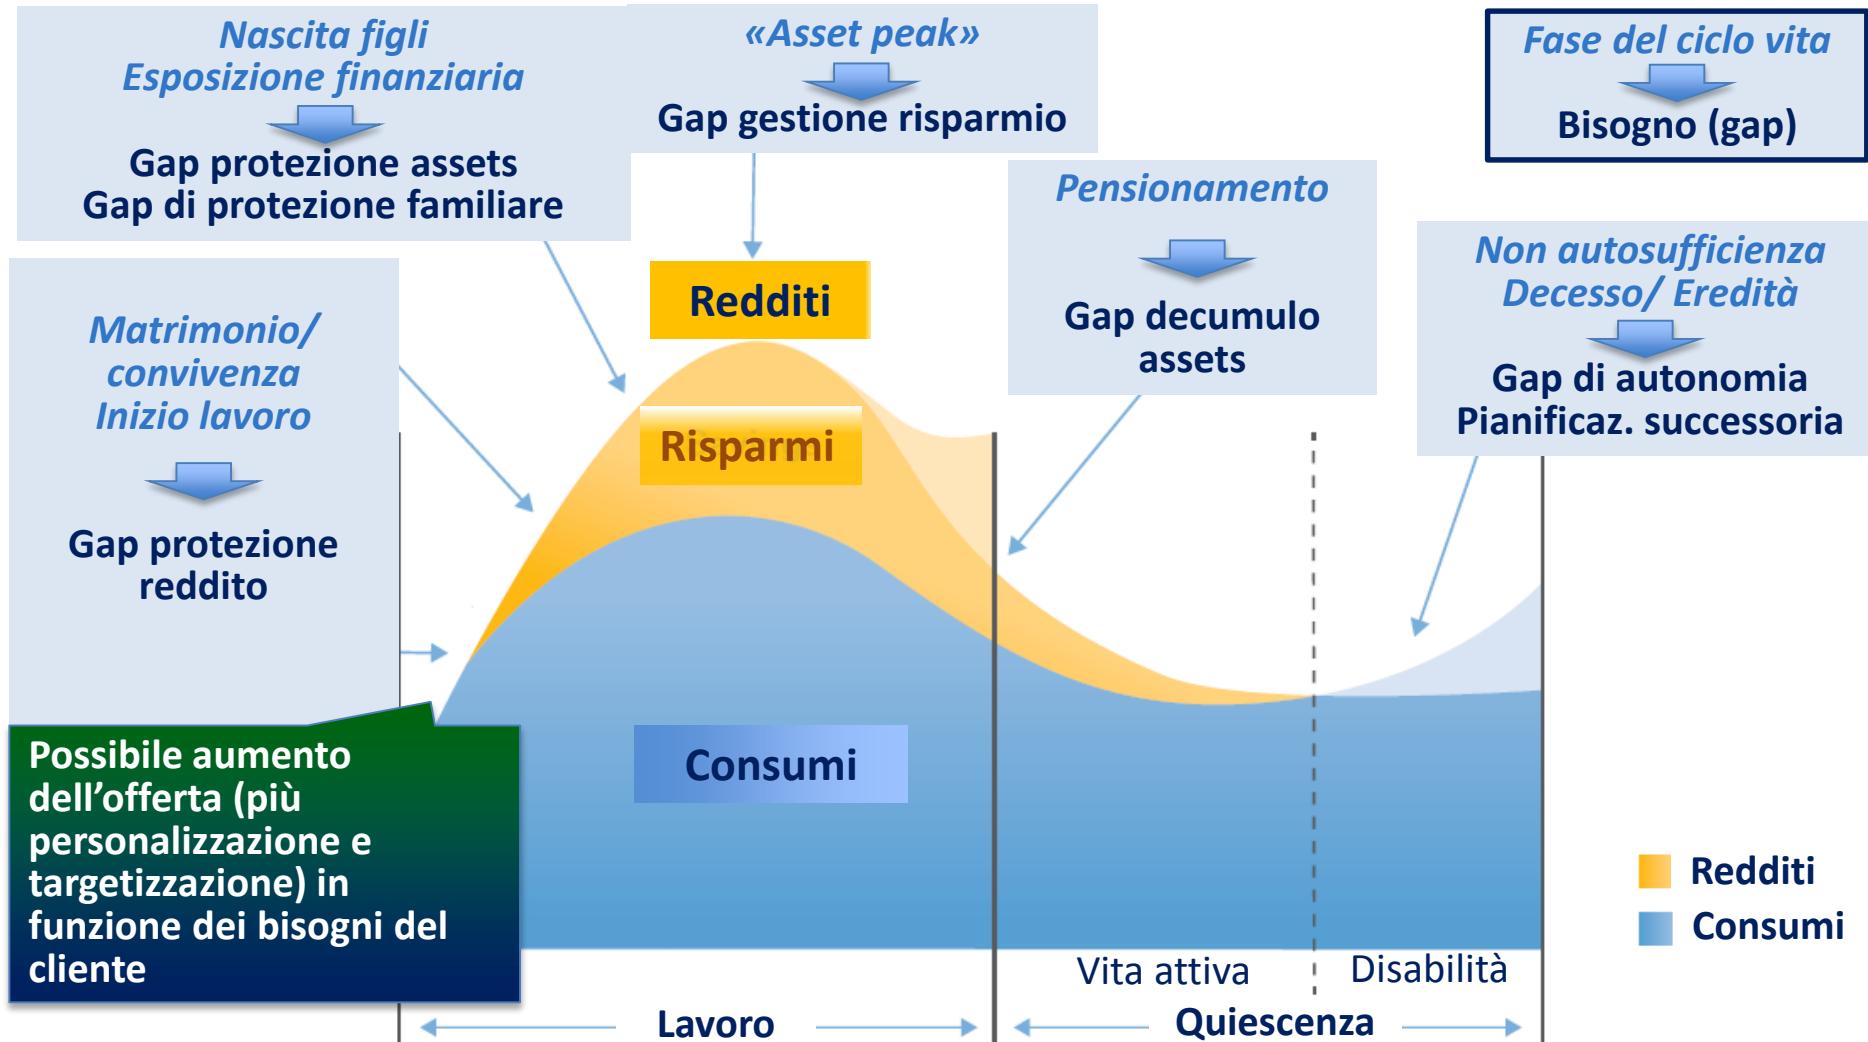 Nascita figli
Esposizione finanziaria
Gap protezione assets
Gap di protezione familiare
«Asset peak»
Gap gestione risparmio
Fase del ciclo vita
Bisogno (gap)
Pensionamento
Gap decumulo
assets
Non autosufficienza
Decesso/ Eredità
Gap di autonomia
Pianificaz. successoria
Matrimonio/
convivenza
Inizio lavoro
Gap protezione
reddito
Redditi
Risparmi
Consumi
Possibile aumento
dell’offerta (più
personalizzazione e
targetizzazione) in
funzione dei bisogni del
cliente
Redditi
Consumi
Vita attiva
Disabilità
Lavoro
Quiescenza